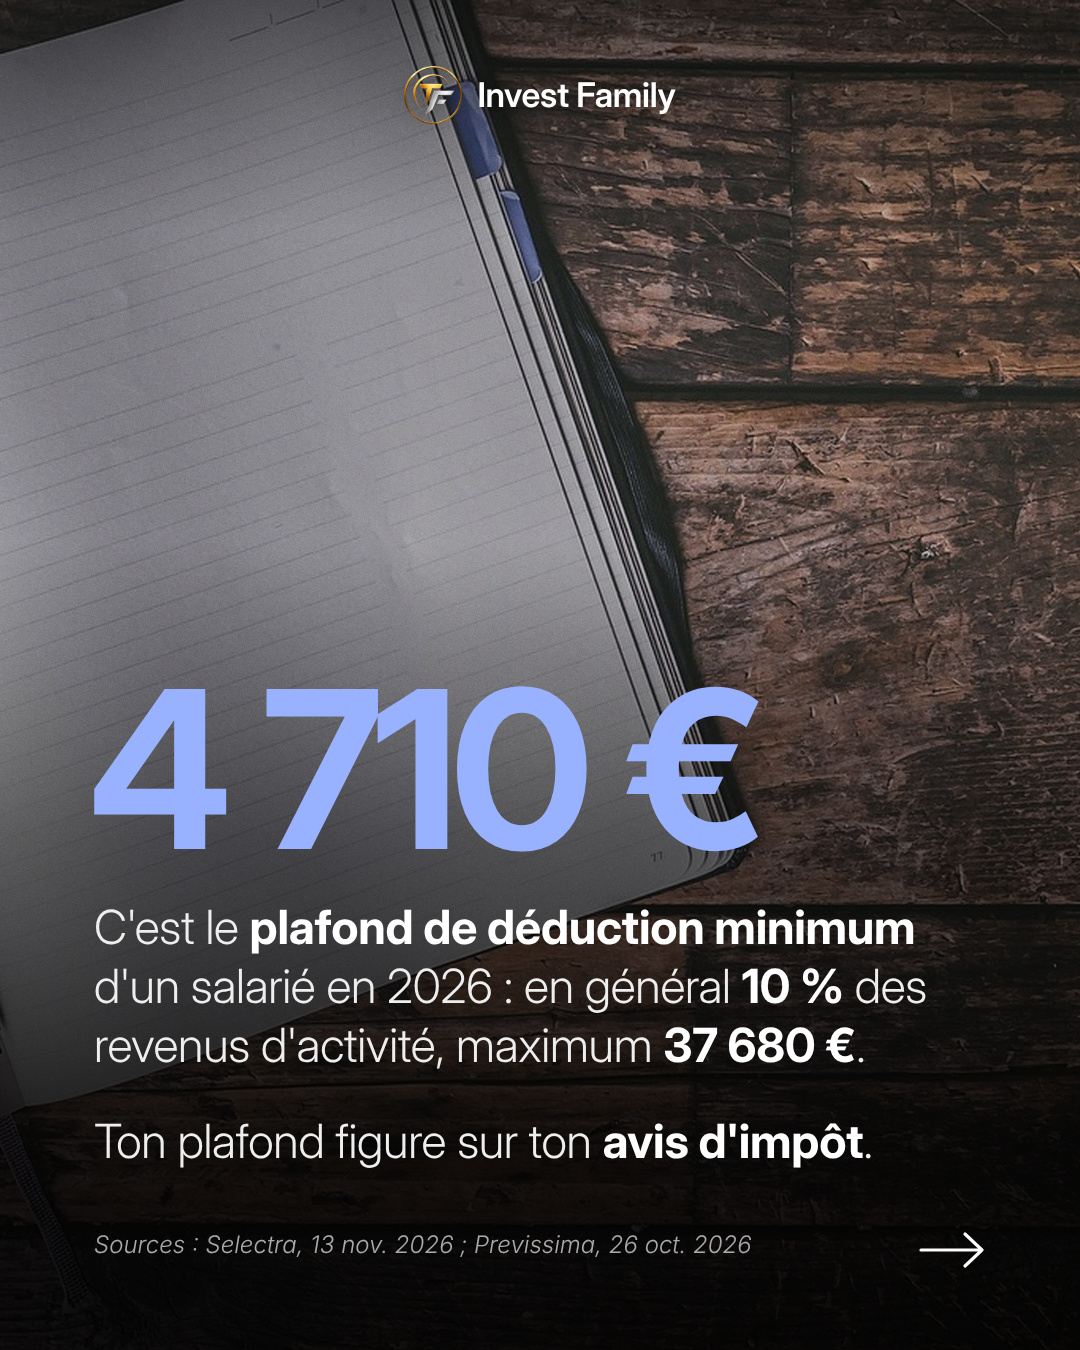 Invest Family
4 710 €
C'est le plafond de déduction minimum
d'un salarié en 2026 : en général 10 % des
revenus d'activité, maximum 37 680 €.
Ton plafond figure sur ton avis d'impôt.
Sources : Selectra, 13 nov. 2026 ; Previssima, 26 oct. 2026